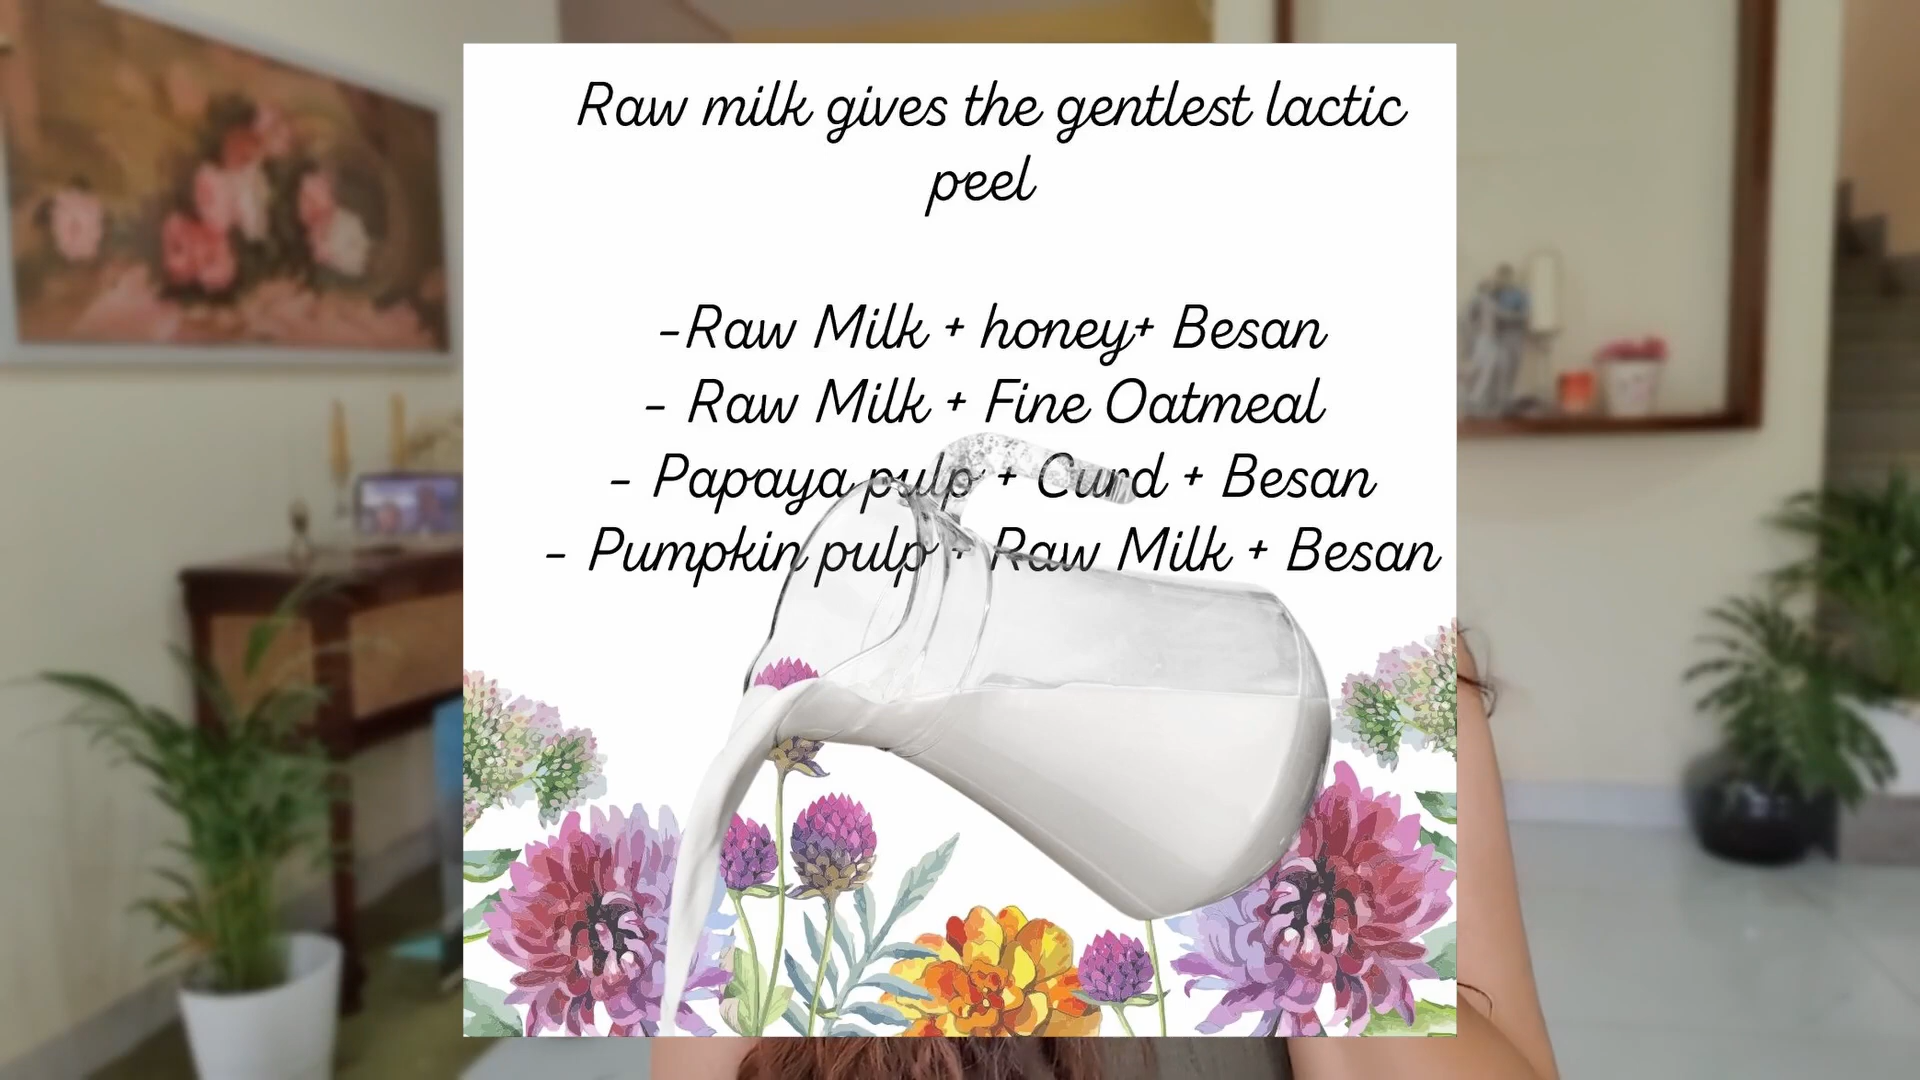 Raw milk gives the gentlest lactic
peel
-Raw Milk + honey+ Besan
- Raw Milk + Fine Oatmeal
- Papaya pulp + Curd + Besan
- Pumpkin pulp + Raw Milk + Besan